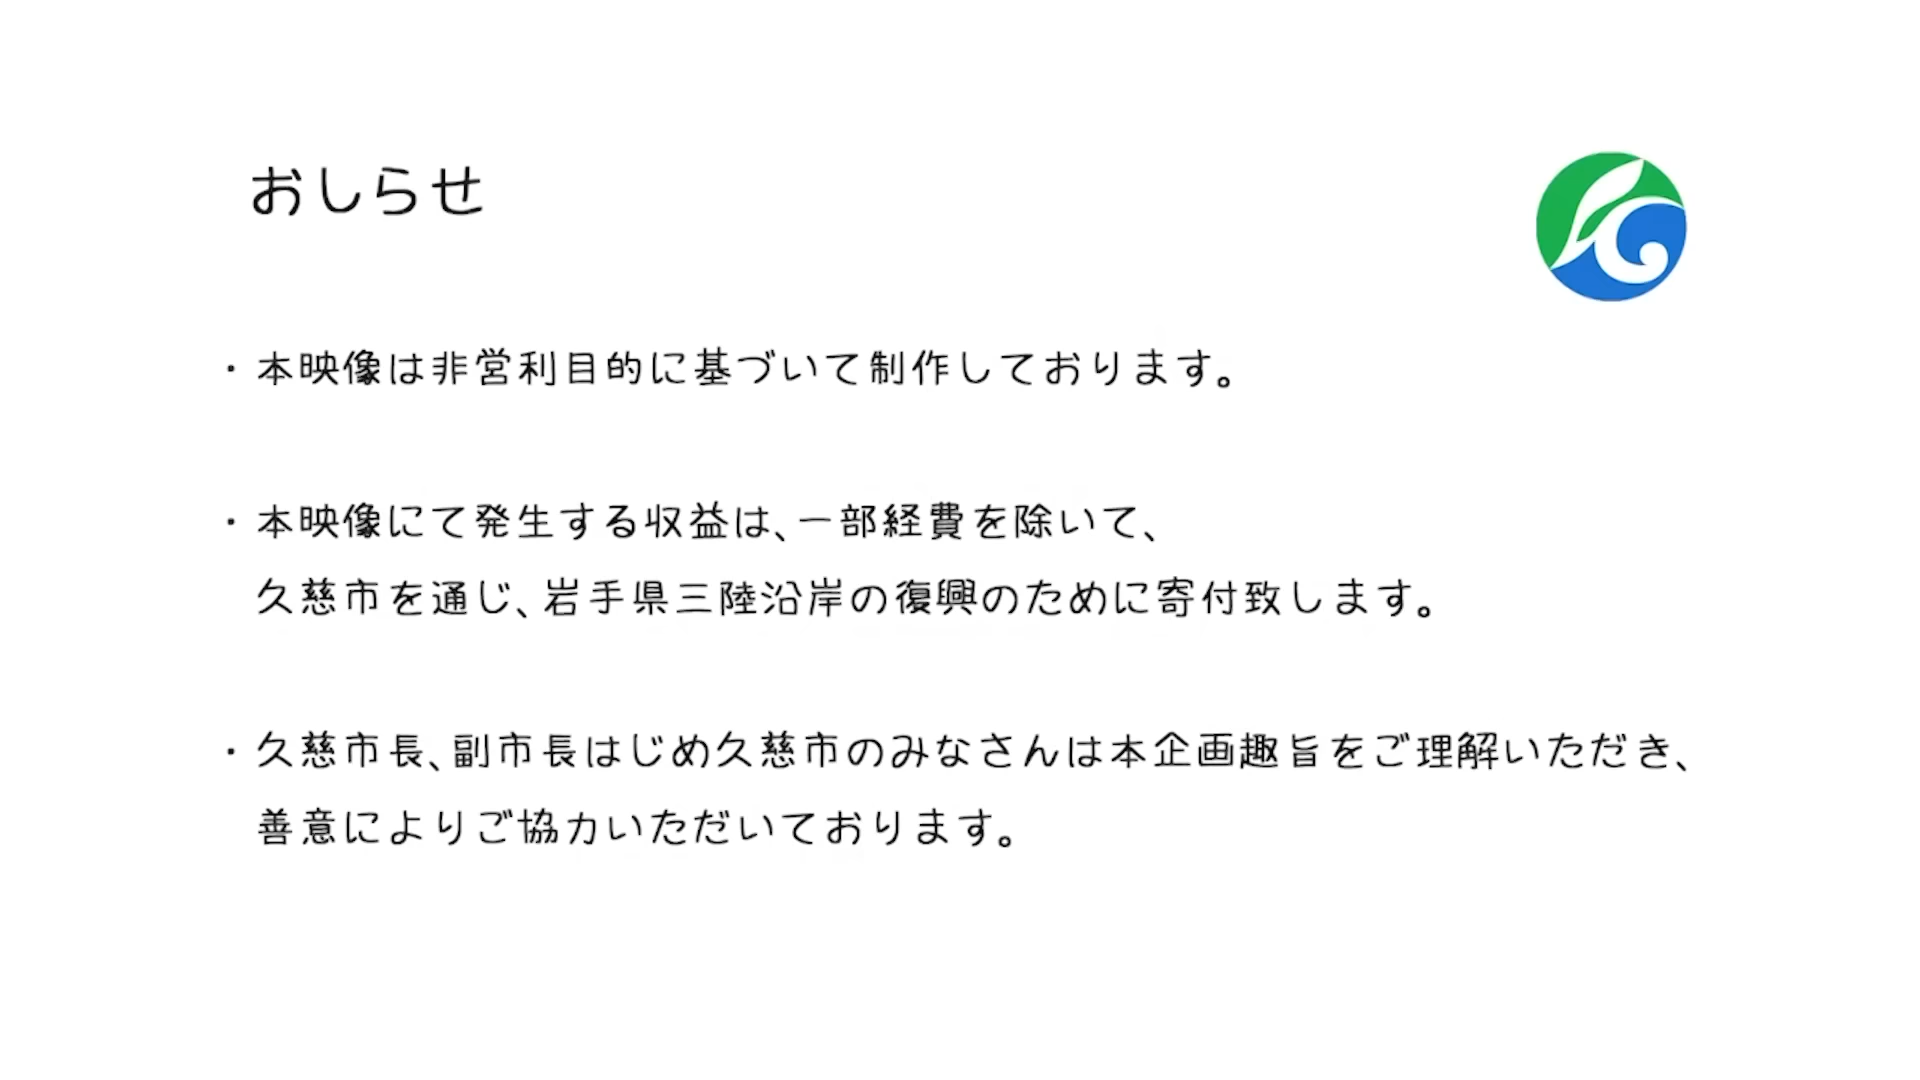 おしらせ
・本映像は非営利目的に基づいて制作しております。
・本映像にて発生する収益は、一部経費を除いて、
久慈市を通じ、岩手県三陸沿岸の復興のために寄付致します。
・久慈市長、副市長はじめ久慈市のみなさんは本企画趣旨をご理解いただき、
善意によりご協力いただいております。